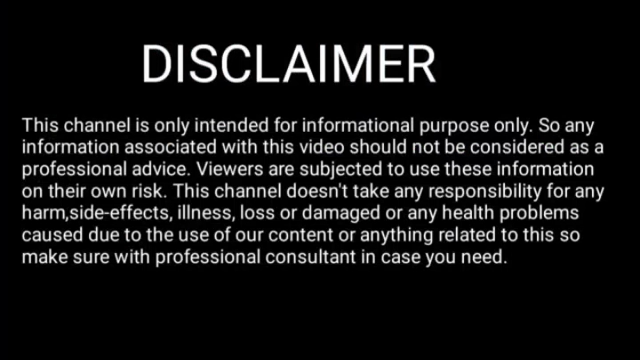 DISCLAIMER
This channel is only intended for informational purpose only. So any
information associated with this video should not be considered as a
professional advice. Viewers are subjected to use these information
on their own risk. This channel doesn't take any responsibility for any
harm,side-effects, illness, loss or damaged or any health problems
caused due to the use of our content or anything related to this so
make sure with professional consultant in case you need.